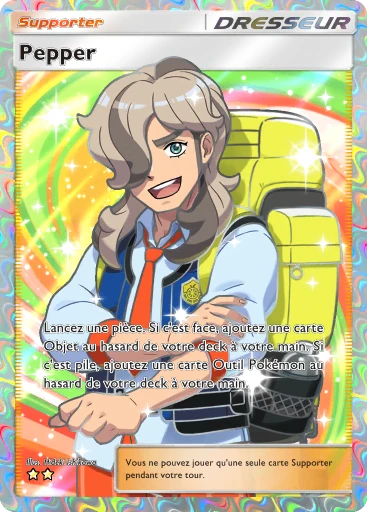 Supporter
DRESSEUR
Pepper
Lancez une pièce. Si c'est face, ajoutez une carte
Objet au hasard de votre deck à votre main. Si
c'est pile, ajoutez une carte Outil Pokémon au
hasard de votre deck à votre main.
Illus.
Vous ne pouvez jouer qu'une seule carte Supporter
pendant votre tour.